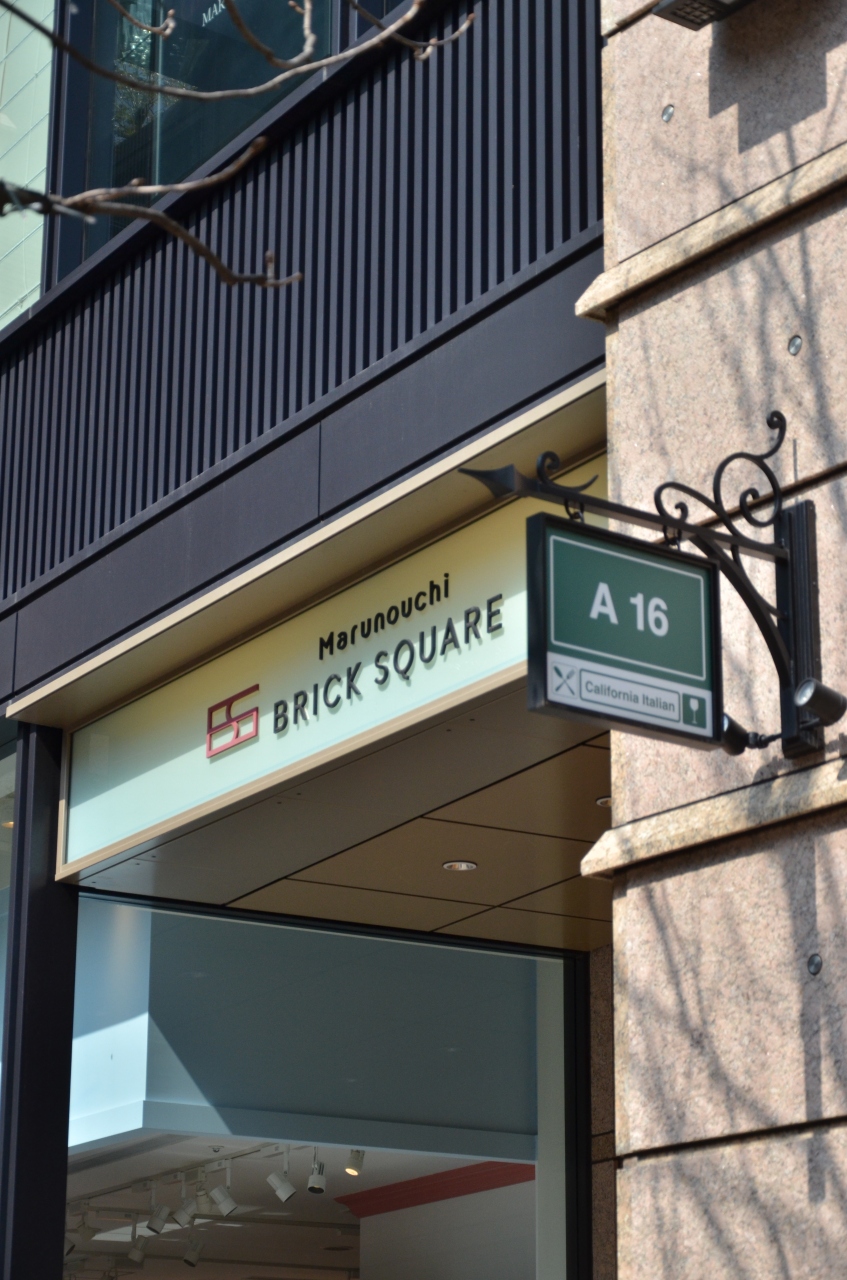 Marunouchi
BRICK SQUARE
A 16
California Italian